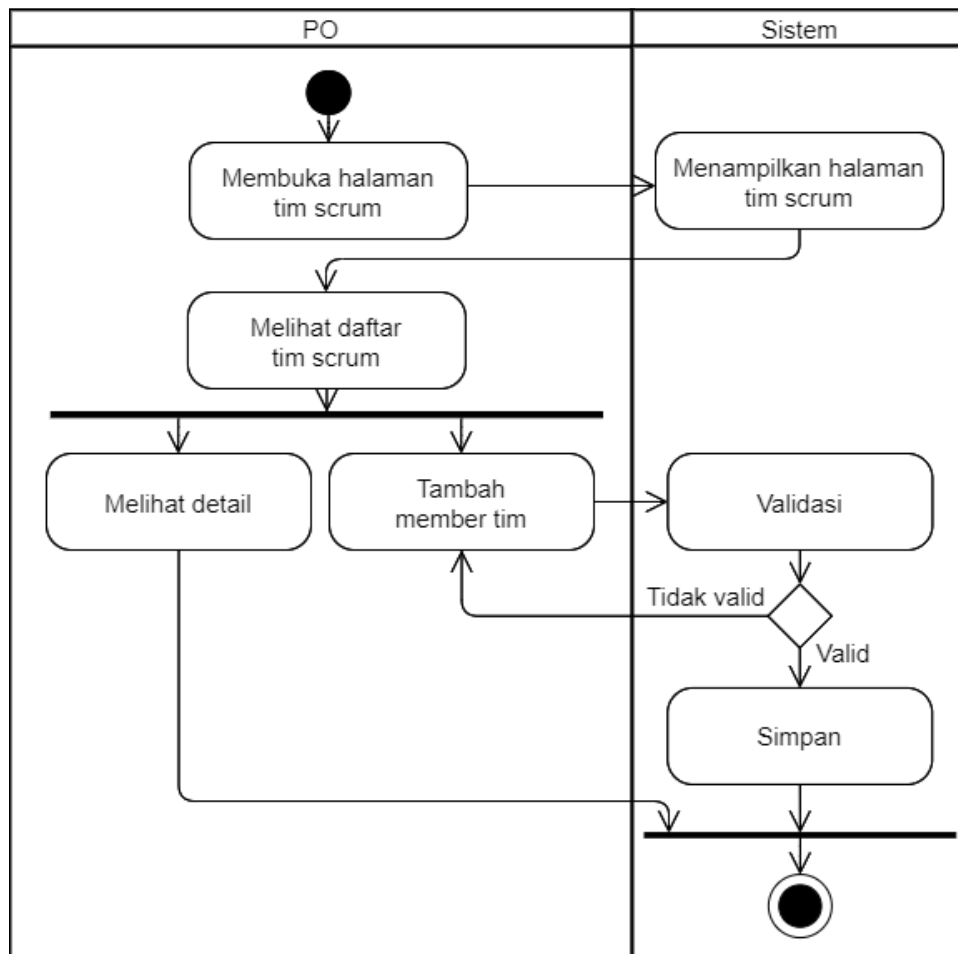 PO
Sistem
Membuka halaman
tim scrum
Menampilkan halaman
tim scrum
Melihat daftar
tim scrum
Melihat detail
Tambah
member tim
Validasi
Tidak valid
Valid
Simpan